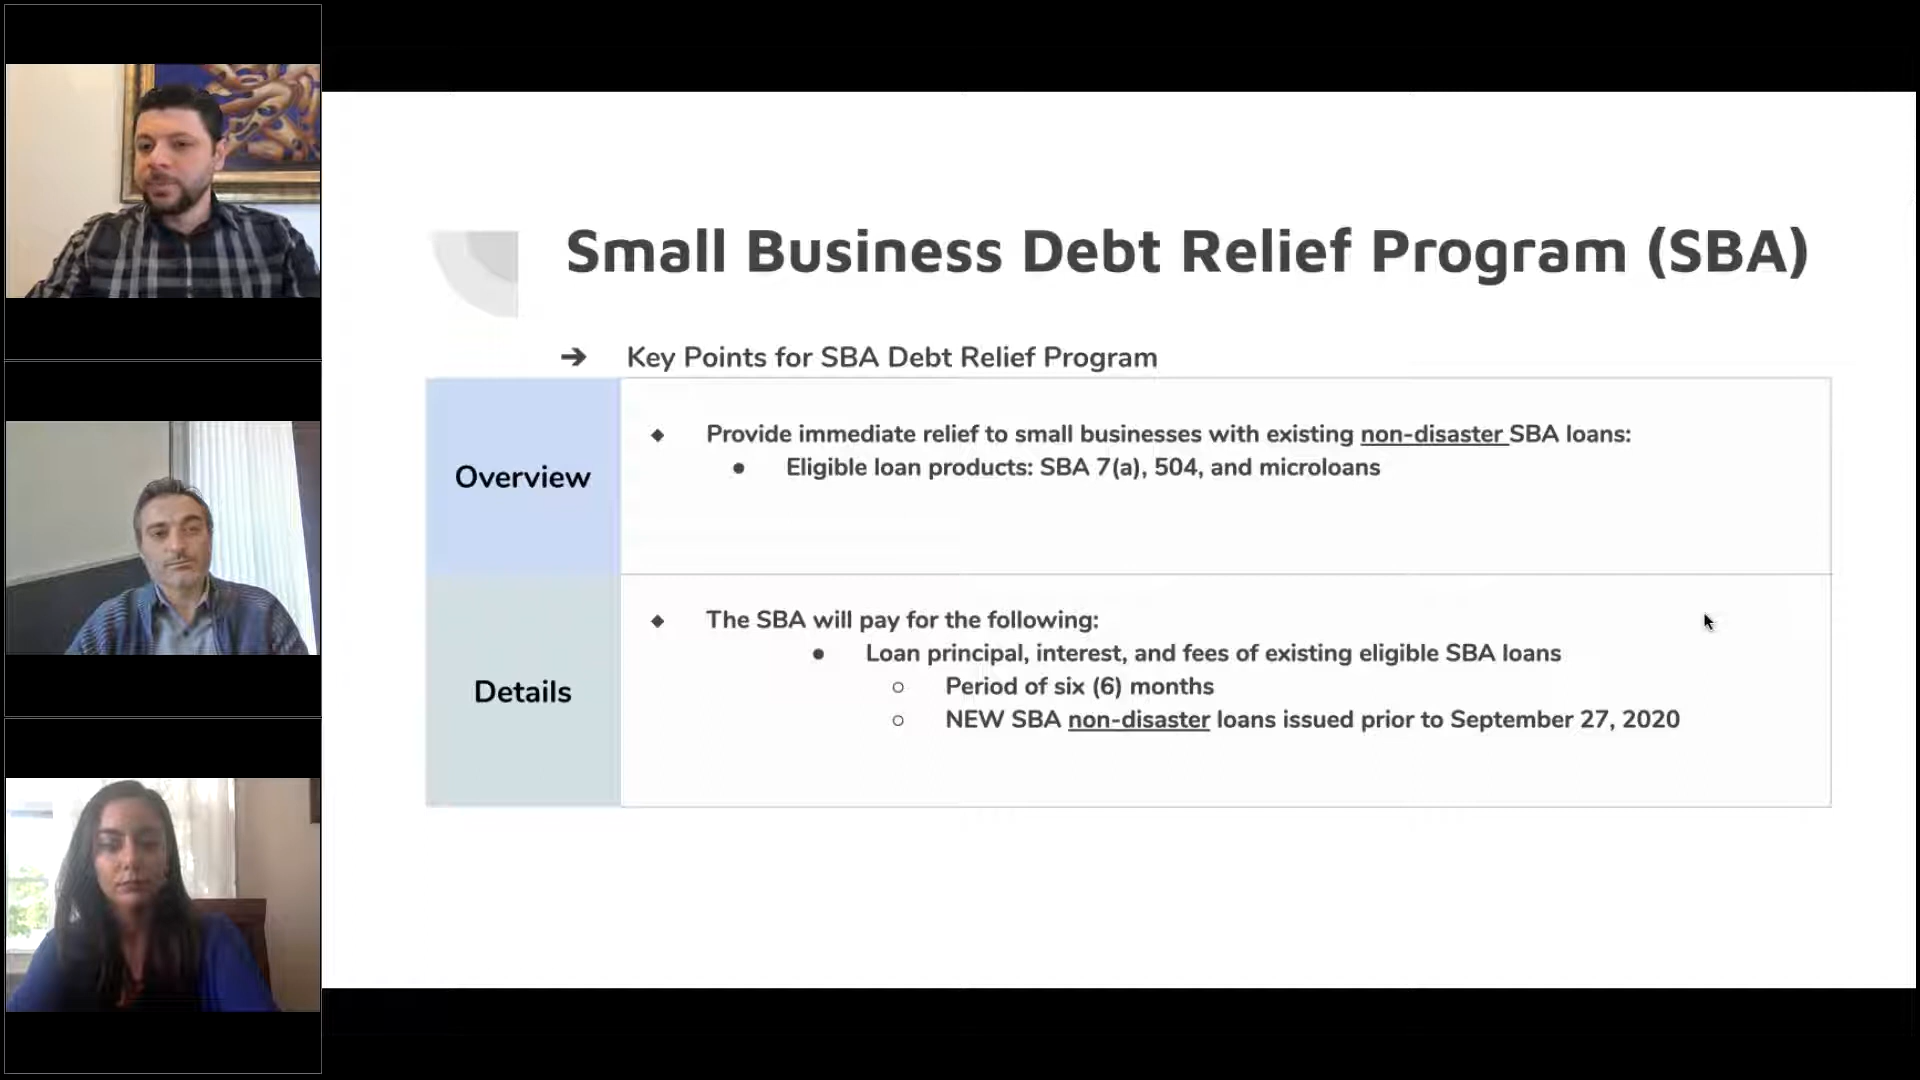 Small Business Debt Relief Program (SBA)
➔ Key Points for SBA Debt Relief Program
Overview
◆ Provide immediate relief to small businesses with existing non-disaster SBA loans:
● Eligible loan products: SBA 7(a), 504, and microloans
Details
◆ The SBA will pay for the following:
● Loan principal, interest, and fees of existing eligible SBA loans
○ Period of six (6) months
○ NEW SBA non-disaster loans issued prior to September 27, 2020